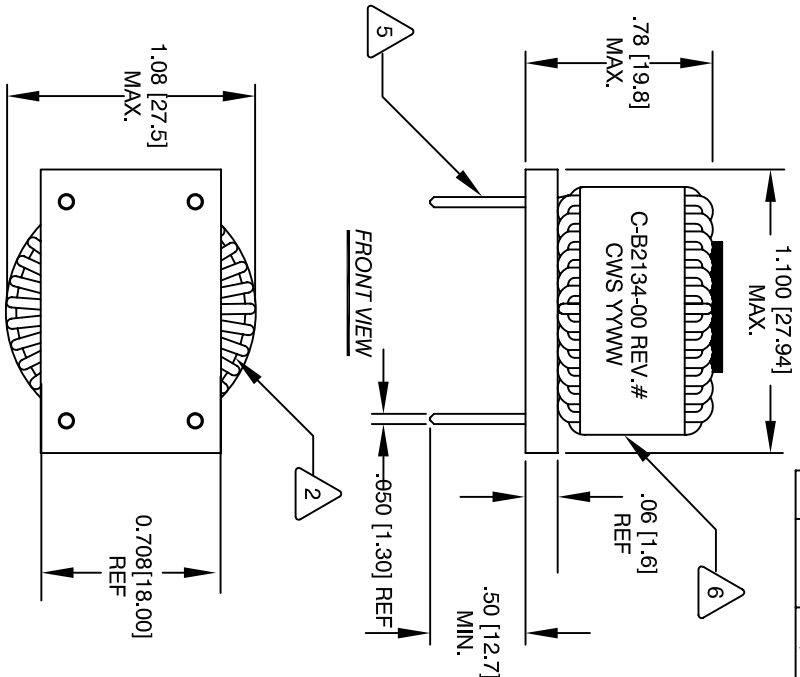 .78 [19.8]
MAX.
1.100 [27.94]
MAX.
5
C-B2134-00 REV.#
CWS YYWW
6
.06 [1.6]
REF
.50 [12.7]
MIN.
.050 [1.30] REF
FRONT VIEW
1.08 [27.5]
MAX.
2
0.708[18.00]
REF